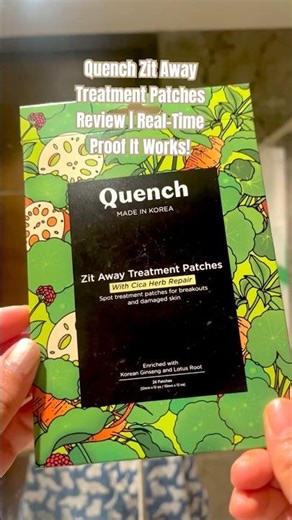 Quench Zit Away
Treatment Patches
Review | Real-Time
Proof It Works!
Quench
MADE IN KOREA
Zit Away Treatment Patches
With Cica Herb Repair
Spot treatment patches for breakouts
and damaged skin
Enriched with
Korean Ginseng and Lotus Root
24 Patches